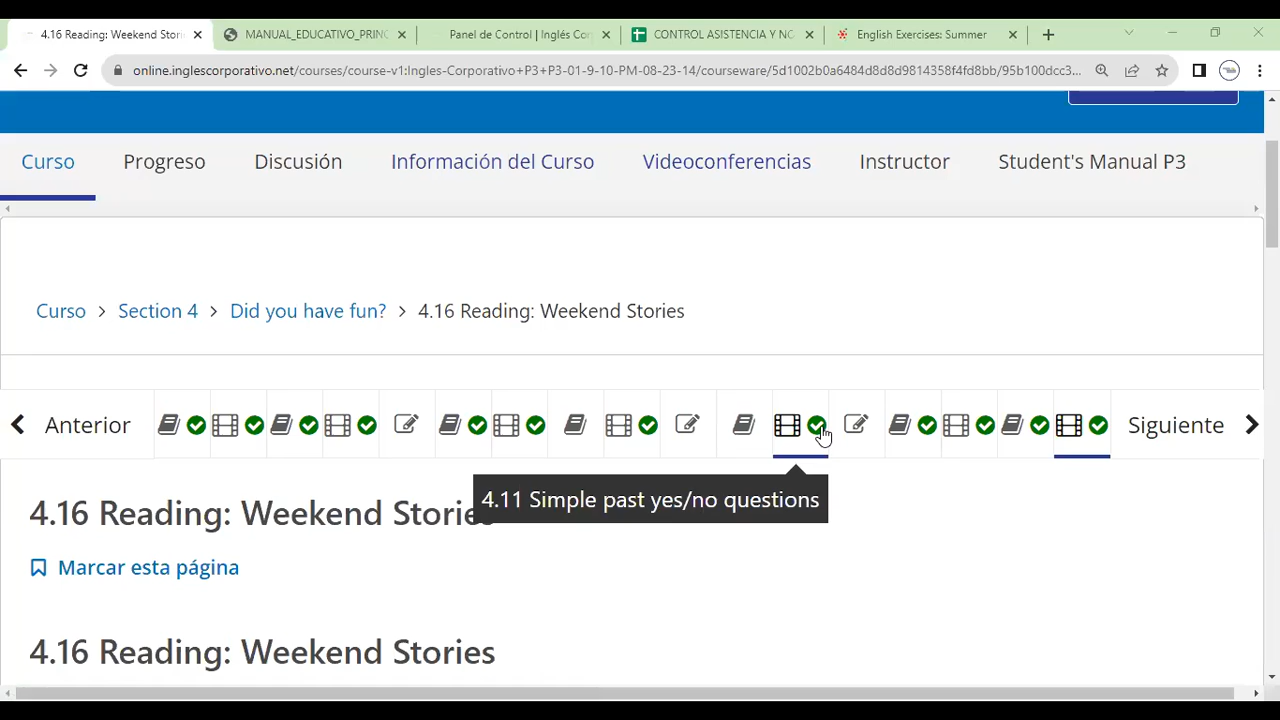 4.16 Reading: Weekend Stori
MANUAL_EDUCATIVO_PRINC
Panel de Control | Inglés Corp
CONTROL ASISTENCIA Y NO
English Exercises: Summer
online.inglescorporativo.net/courses/course-v1:Ingles-Corporativo+P3+P3-01-9-10-PM-08-23-14/courseware/5d1002b0a6484d8d8d9814358f4fd8bb/95b100dcc3...
Curso
Progreso
Discusión
Información del Curso
Videoconferencias
Instructor
Student's Manual P3
Curso > Section 4 > Did you have fun? > 4.16 Reading: Weekend Stories
Anterior
Siguiente
4.11 Simple past yes/no questions
4.16 Reading: Weekend Stories
Marcar esta página
4.16 Reading: Weekend Stories